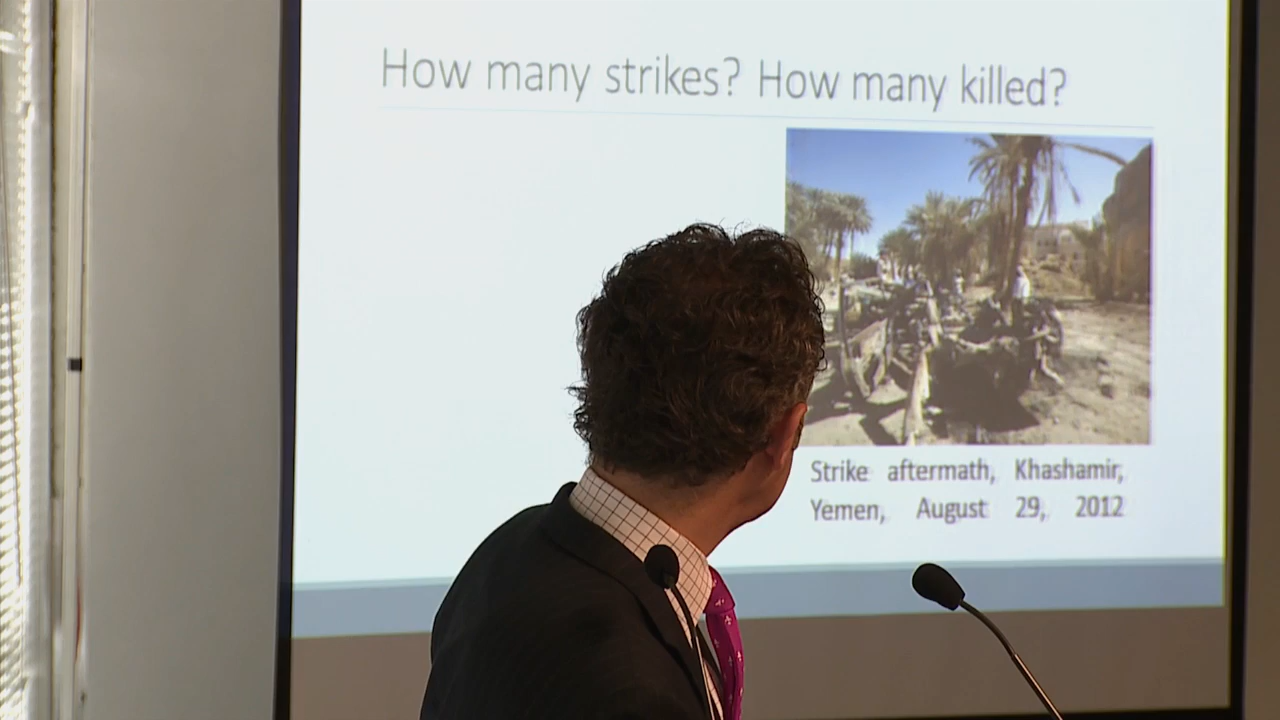 How many strikes? How many killed?
Strike aftermath, Khashamir,
Yemen, August 29, 2012